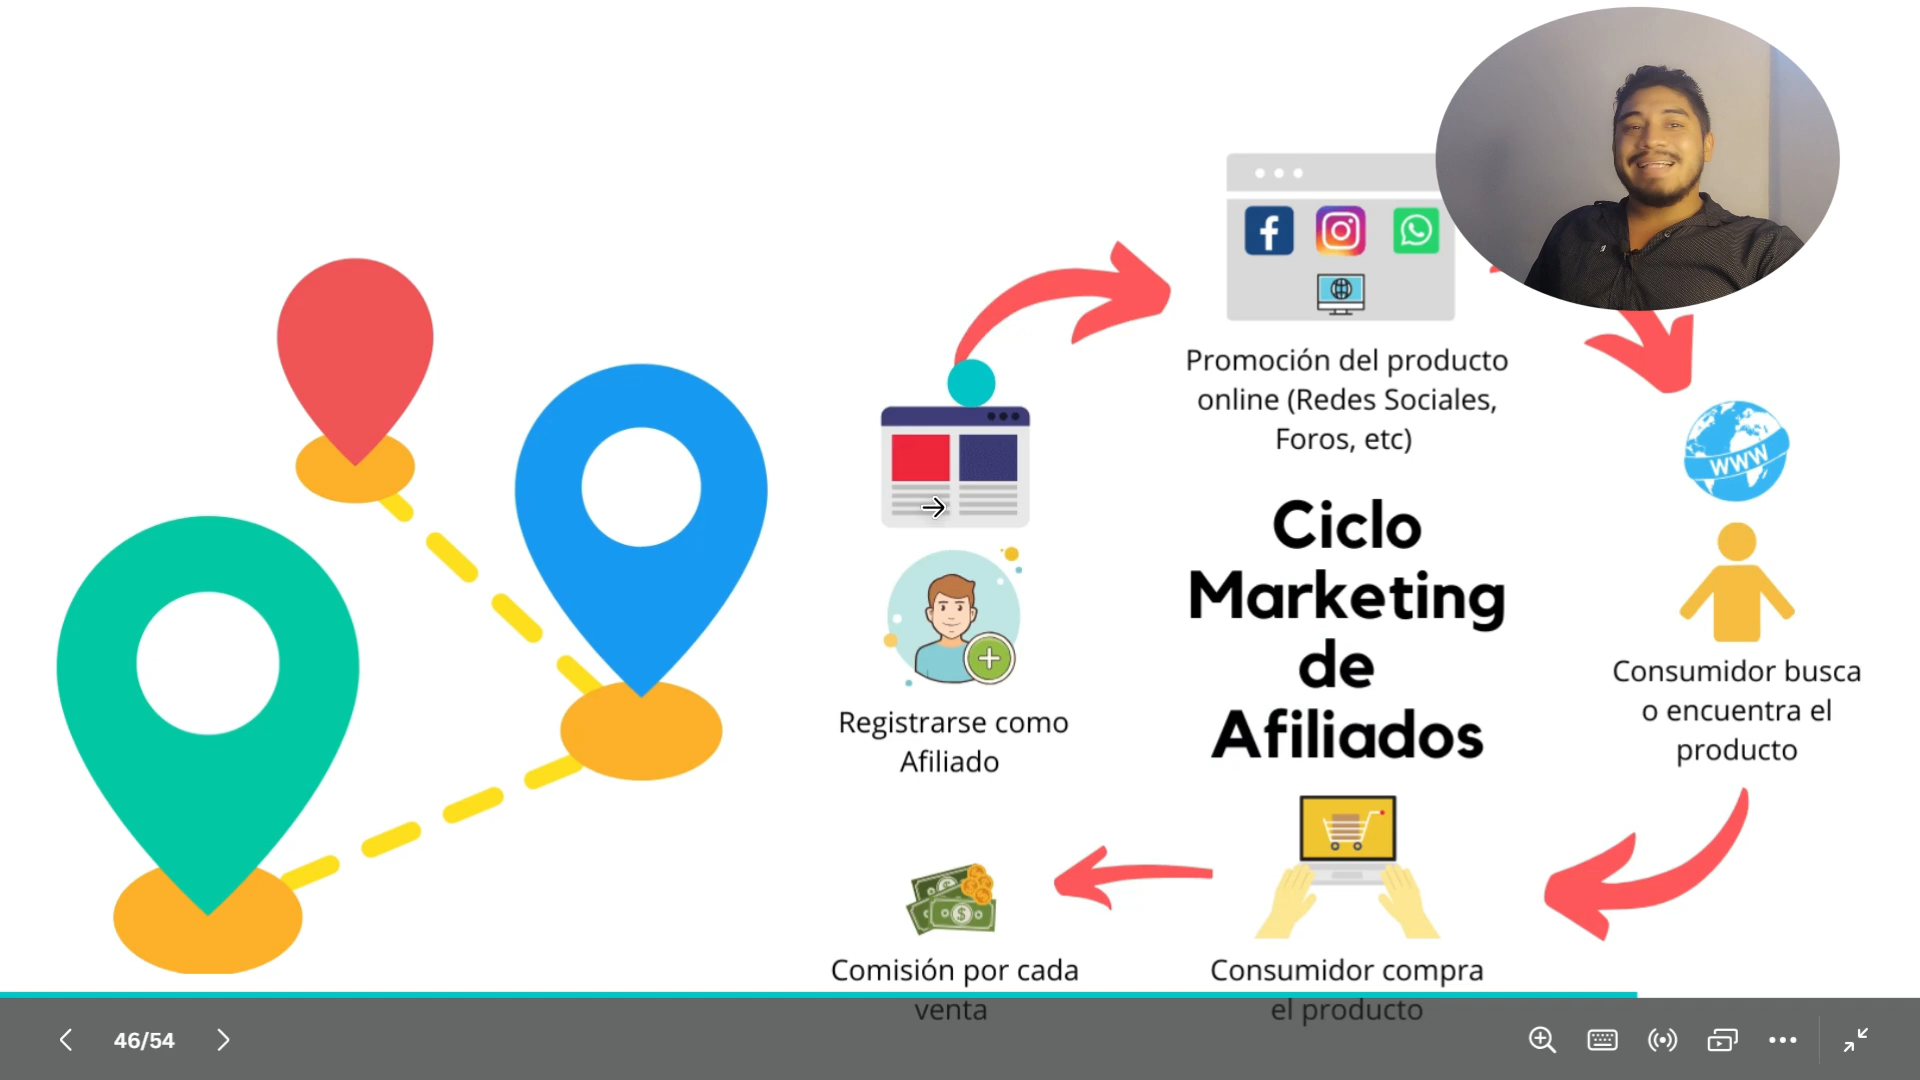 Promoción del producto
online (Redes Sociales,
Foros, etc)
WWW
Ciclo
Marketing
de
Afiliados
Registrarse como
Afiliado
Consumidor busca
o encuentra el
producto
Comisión por cada
venta
Consumidor compra
el producto
46/54